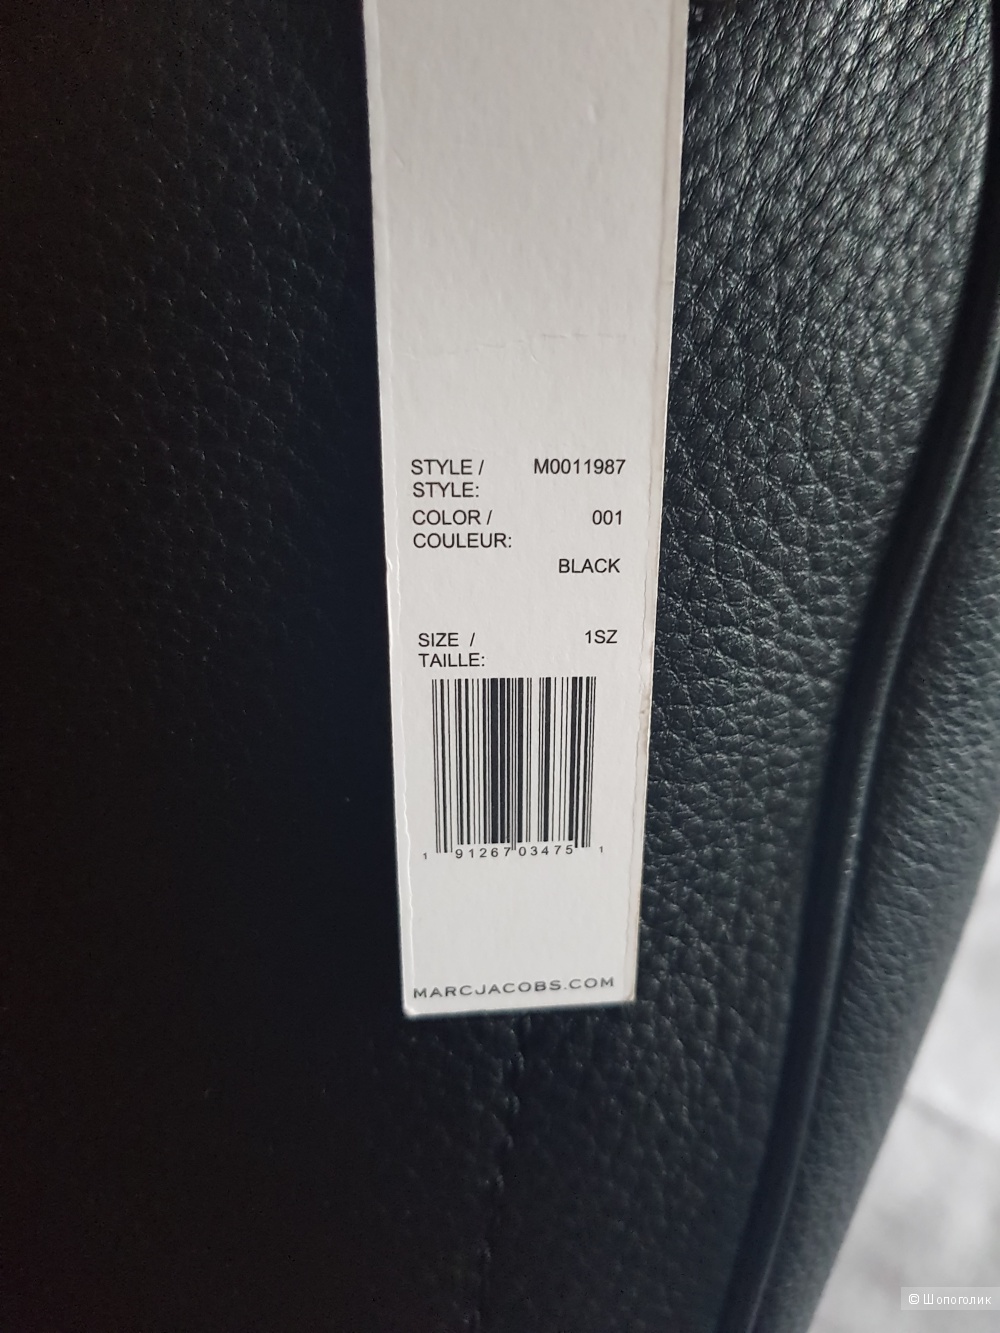 STYLE / M0011987
STYLE:
COLOR / 001
COULEUR:
BLACK
SIZE / 1SZ
TAILLE:
1 91267 03475 1
MARCJACOBS.COM
© Шопоголик